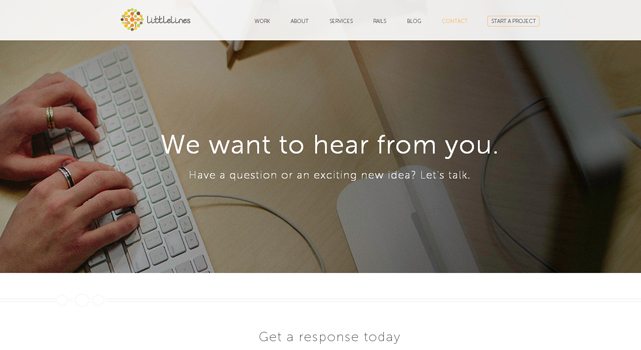 littlelines
WORK ABOUT SERVICES RAILS BLOG CONTACT START A PROJECT
We want to hear from you.
Have a question or an exciting new idea? Let's talk.
Get a response today